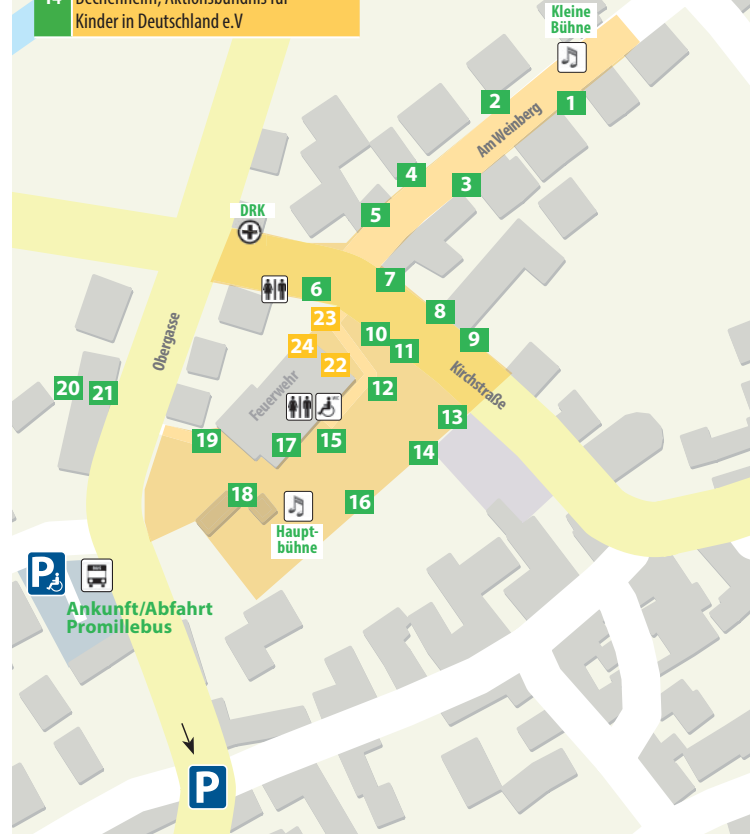 14 Bechenheim, Aktionsbündnis für
Kinder in Deutschland e.V
Kleine
Bühne
2
1
Am Weinberg
4
3
5
DRK
7
6
8
23
10
9
24
11
22
Obergasse
Feuerwehr
12
Kirchstraße
20
21
13
19
17
15
14
18
16
Haupt-
bühne
P
BUS
Ankunft/Abfahrt
Promillebus
P